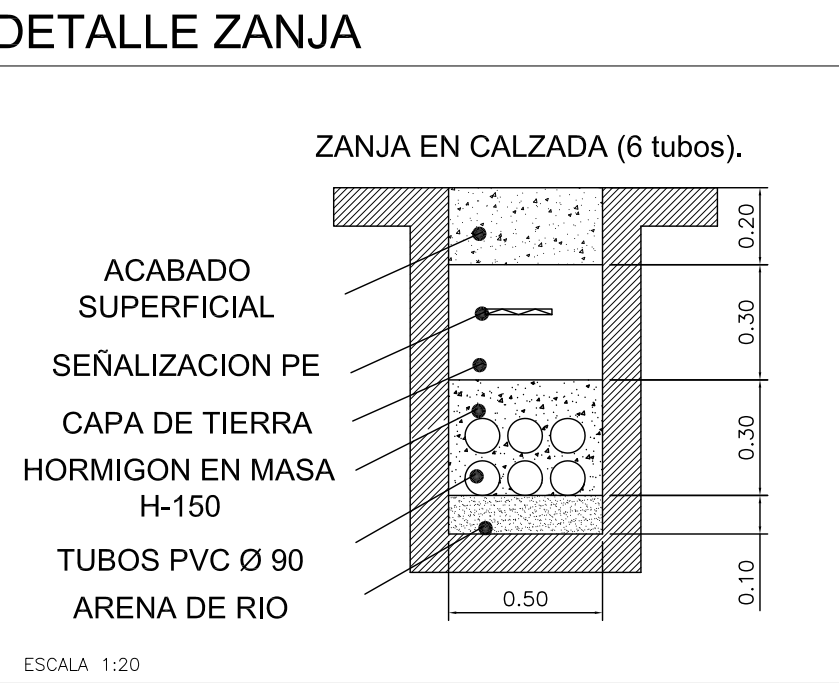 DETALLE ZANJA
ZANJA EN CALZADA (6 tubos).
ACABADO
SUPERFICIAL
SEÑALIZACION PE
CAPA DE TIERRA
HORMIGON EN MASA
H-150
TUBOS PVC Ø 90
ARENA DE RIO
0.20
0.30
0.30
0.10
0.50
ESCALA 1:20